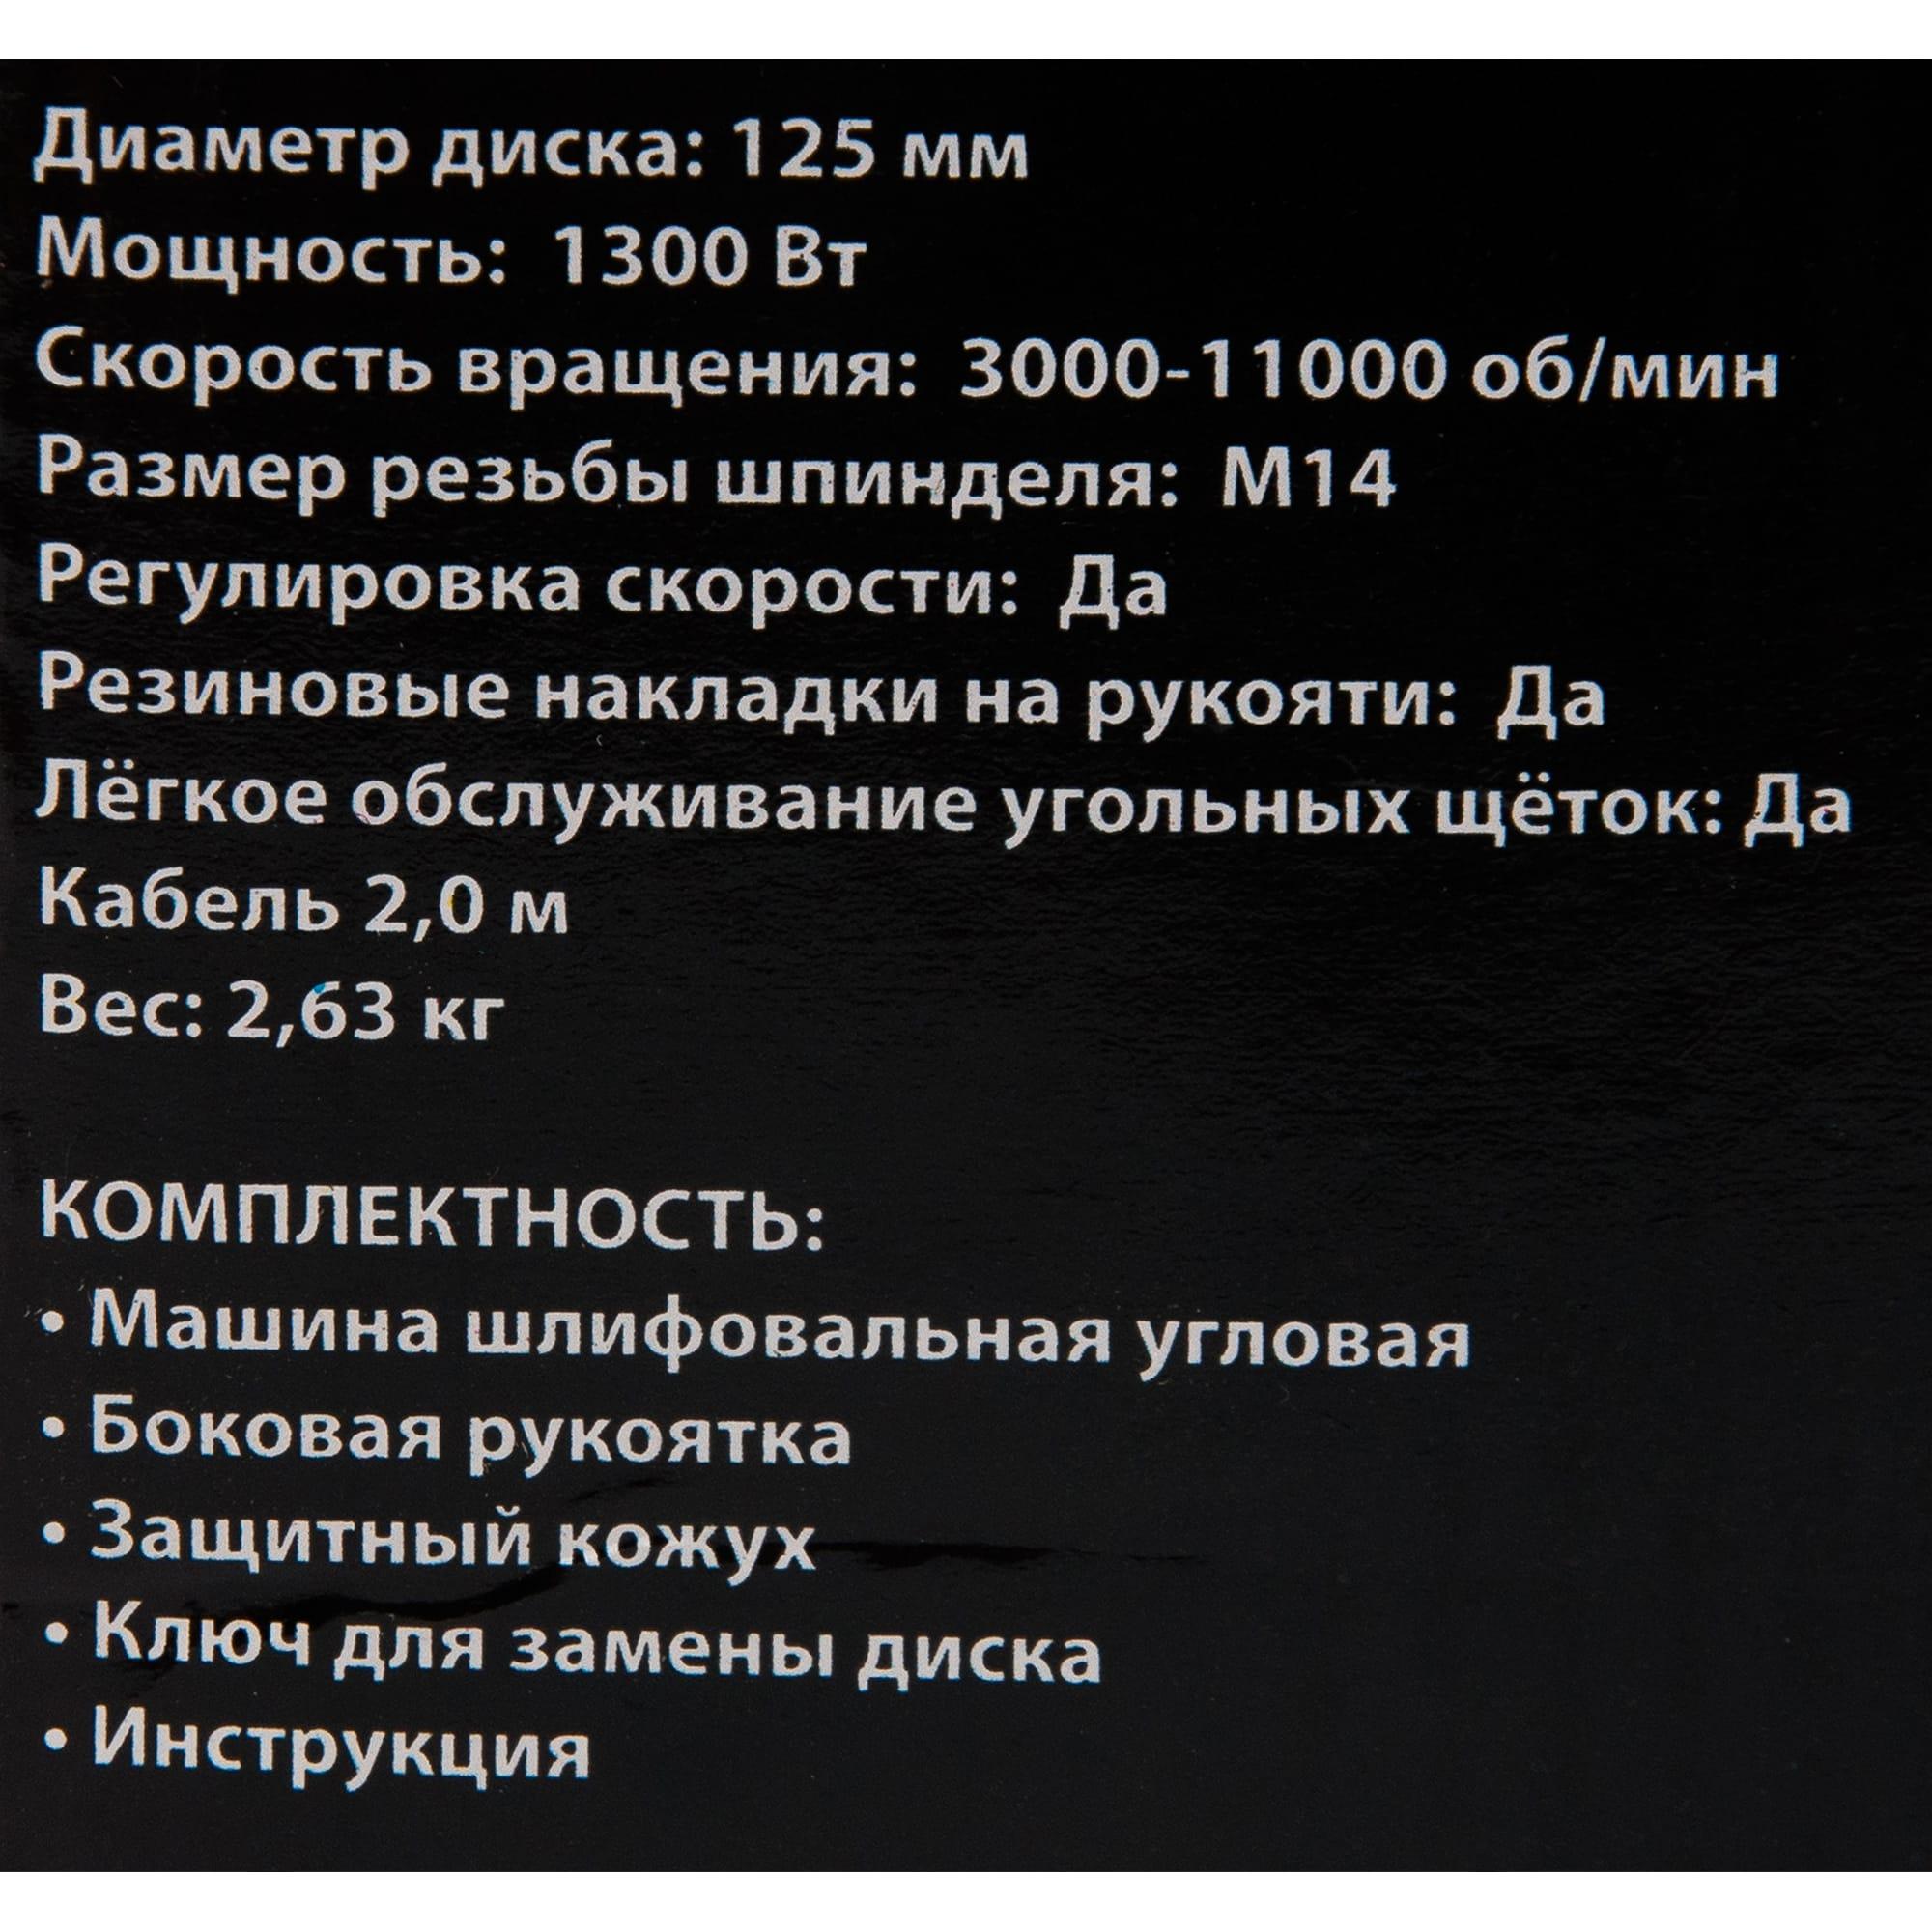 Диаметр диска: 125 мм
Мощность: 1300 Вт
Скорость вращения: 3000-11000 об/мин
Размер резьбы шпинделя: М14
Регулировка скорости: Да
Резиновые накладки на рукояти: Да
Лёгкое обслуживание угольных щёток: Да
Кабель 2,0 м
Вес: 2,63 кг
КОМПЛЕКТНОСТЬ:
• Машина шлифовальная угловая
• Боковая рукоятка
• Защитный кожух
• Ключ для замены диска
• Инструкция